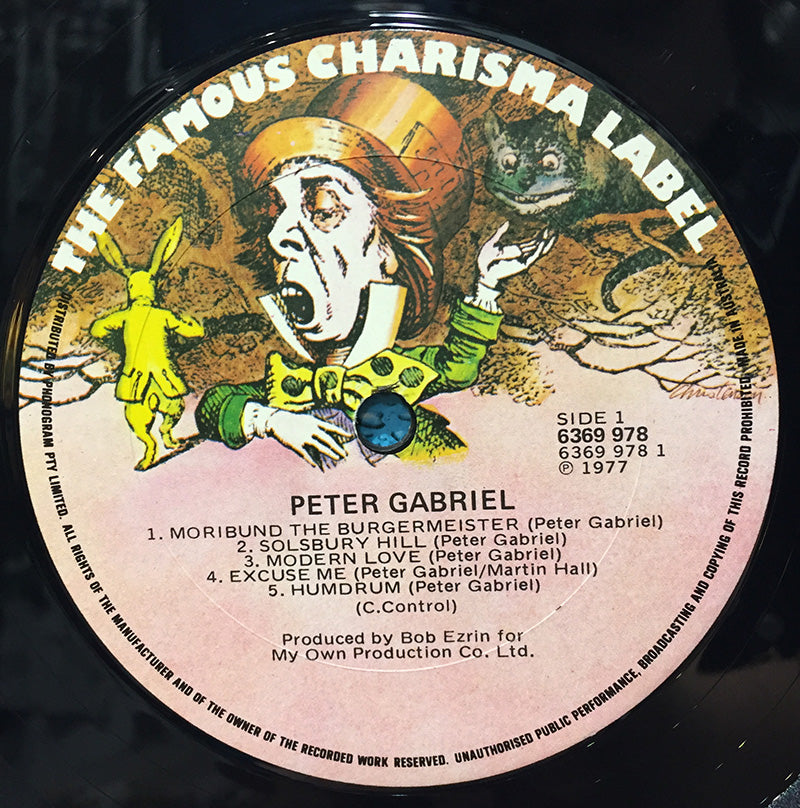 THE FAMOUS CHARISMA LABEL
SIDE 1
6369 978
6369 978 1
℗ 1977
PETER GABRIEL
1. MORIBUND THE BURGERMEISTER (Peter Gabriel)
2. SOLSBURY HILL (Peter Gabriel)
3. MODERN LOVE (Peter Gabriel)
4. EXCUSE ME (Peter Gabriel/Martin Hall)
5. HUMDRUM (Peter Gabriel)
(C.Control)
Produced by Bob Ezrin for
My Own Production Co. Ltd.
DISTRIBUTED BY PHONOGRAM PTY LIMITED. ALL RIGHTS OF THE MANUFACTURER AND OF THE OWNER OF THE RECORDED WORK RESERVED. UNAUTHORISED PUBLIC PERFORMANCE, BROADCASTING AND COPYING OF THIS RECORD PROHIBITED MADE IN AUSTRALIA